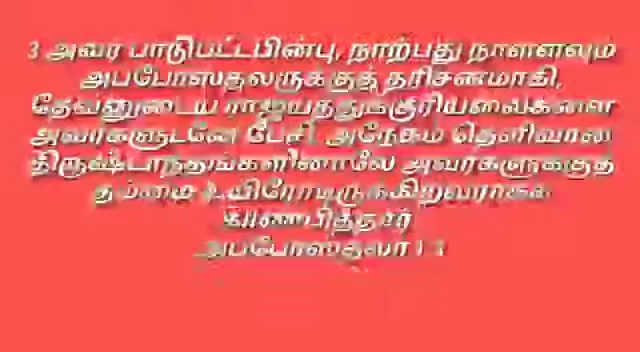 3 அவர் பாடுபட்டபின்பு, நாற்பது நாளளவும்
அப்போஸ்தலருக்குத் தரிசனமாகி,
தேவனுடைய ராஜ்யத்துக்குரியவைகளை
அவர்களுடனே பேசி, அநேகம் தெளிவான
திருஷ்டாந்தங்களினாலே அவர்களுக்குத்
தம்மை உயிரோடிருக்கிறவராகக்
காண்பித்தார்
அப்போஸ்தலர் 1:3